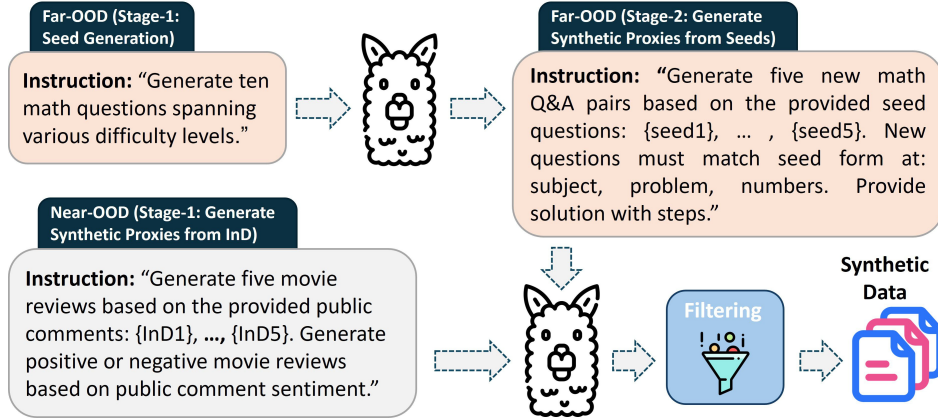 Far-OOD (Stage-1:
Seed Generation)
Instruction: “Generate ten
math questions spanning
various difficulty levels.”
Far-OOD (Stage-2: Generate
Synthetic Proxies from Seeds)
Instruction: “Generate five new math
Q&A pairs based on the provided seed
questions: {seed1}, … , {seed5}. New
questions must match seed form at:
subject, problem, numbers. Provide
solution with steps.”
Near-OOD (Stage-1: Generate
Synthetic Proxies from InD)
Instruction: “Generate five movie
reviews based on the provided public
comments: {InD1}, …, {InD5}. Generate
positive or negative movie reviews
based on public comment sentiment.”
Filtering
Synthetic
Data